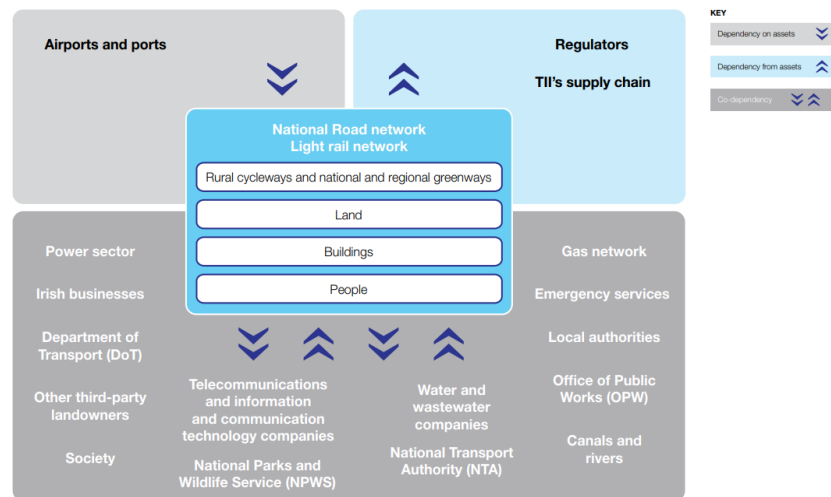 KEY
Dependency on assets
Dependency from assets
Co-dependency
Airports and ports
Regulators
TII's supply chain
National Road network
Light rail network
Rural cycleways and national and regional greenways
Land
Buildings
People
Power sector
Irish businesses
Department of
Transport (DoT)
Other third-party
landowners
Society
Telecommunications
and information
and communication
technology companies
National Parks and
Wildlife Service (NPWS)
Water and
wastewater
companies
National Transport
Authority (NTA)
Gas network
Emergency services
Local authorities
Office of Public
Works (OPW)
Canals and
rivers